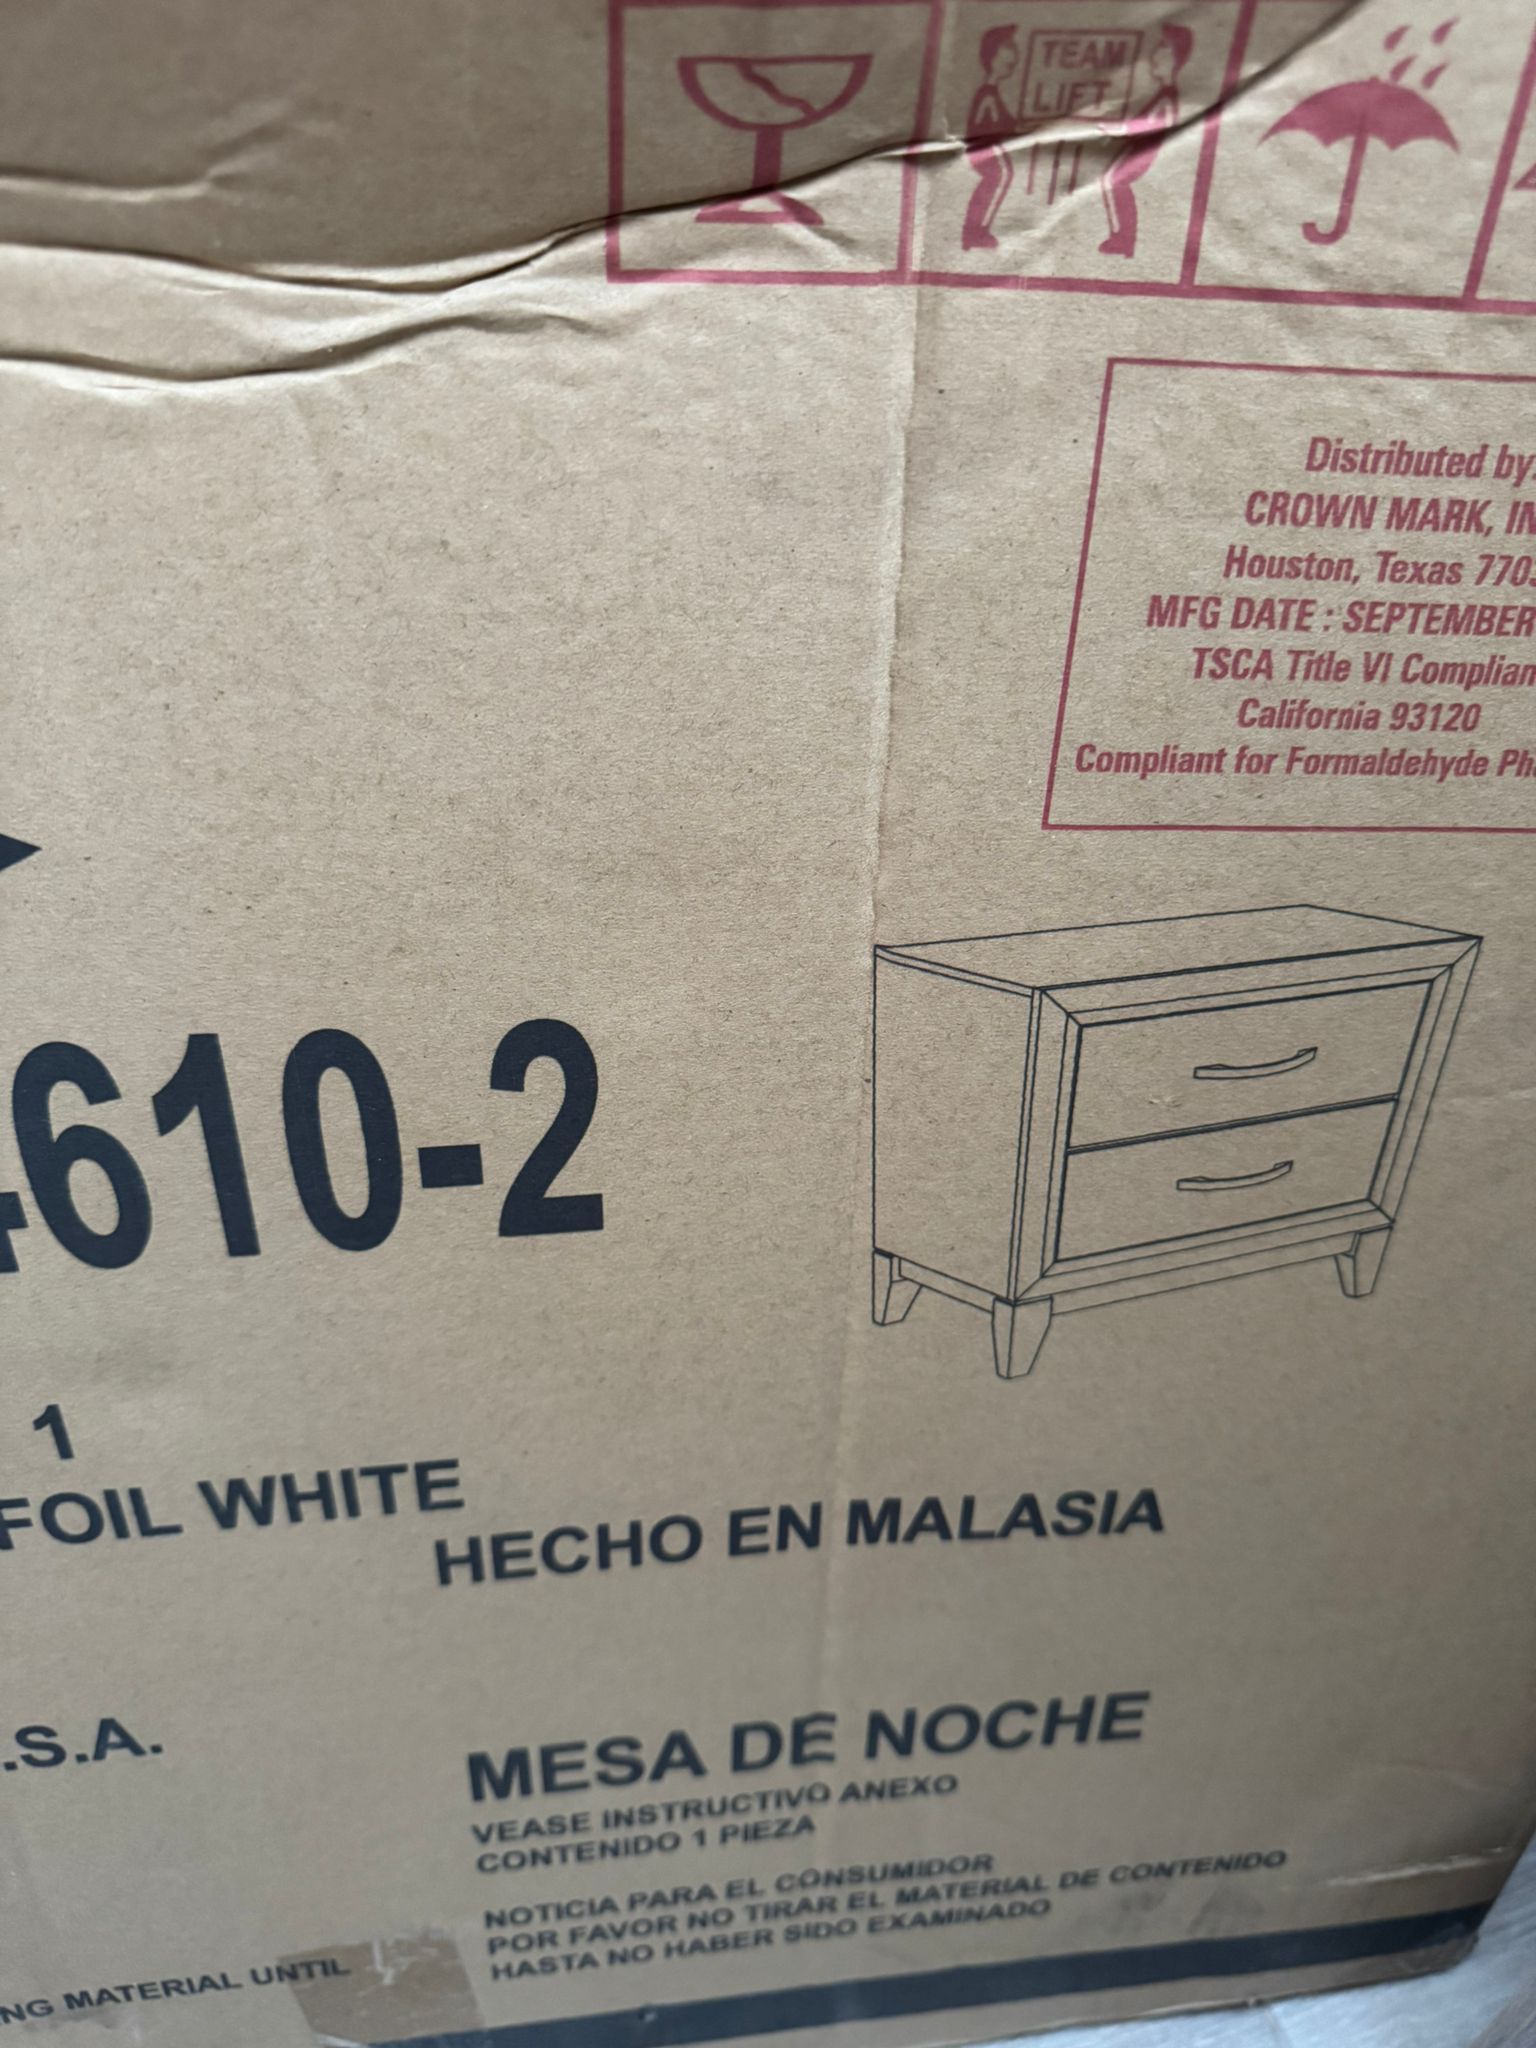 TEAM
LIFT
Distributed by:
CROWN MARK, IN
Houston, Texas 770
MFG DATE : SEPTEMBER
TSCA Title VI Complian
California 93120
Compliant for Formaldehyde Ph
4610-2
1
FOIL WHITE
HECHO EN MALASIA
.S.A.
MESA DE NOCHE
VEASE INSTRUCTIVO ANEXO
CONTENIDO 1 PIEZA
NOTICIA PARA EL CONSUMIDOR
POR FAVOR NO TIRAR EL MATERIAL DE CONTENIDO
HASTA NO HABER SIDO EXAMINADO
NG MATERIAL UNTIL